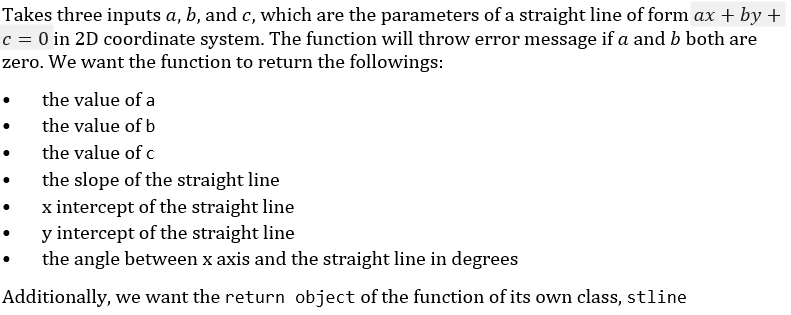 Takes three inputs a, b, and c, which are the parameters of a straight line of form ax + by +
c = 0 in 2D coordinate system. The function will throw error message if a and b both are
zero. We want the function to return the followings:
• the value of a
• the value of b
• the value of c
• the slope of the straight line
• x intercept of the straight line
• y intercept of the straight line
• the angle between x axis and the straight line in degrees
Additionally, we want the return object of the function of its own class, stline